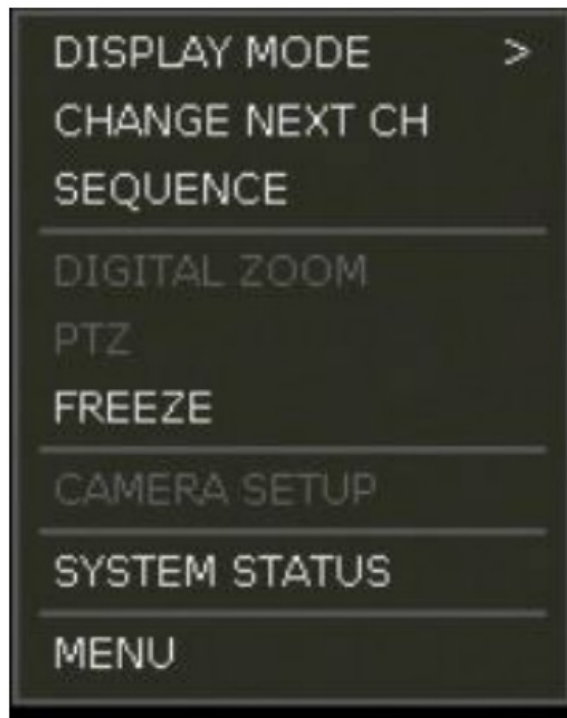 DISPLAY MODE >
CHANGE NEXT CH
SEQUENCE
DIGITAL ZOOM
PTZ
FREEZE
CAMERA SETUP
SYSTEM STATUS
MENU